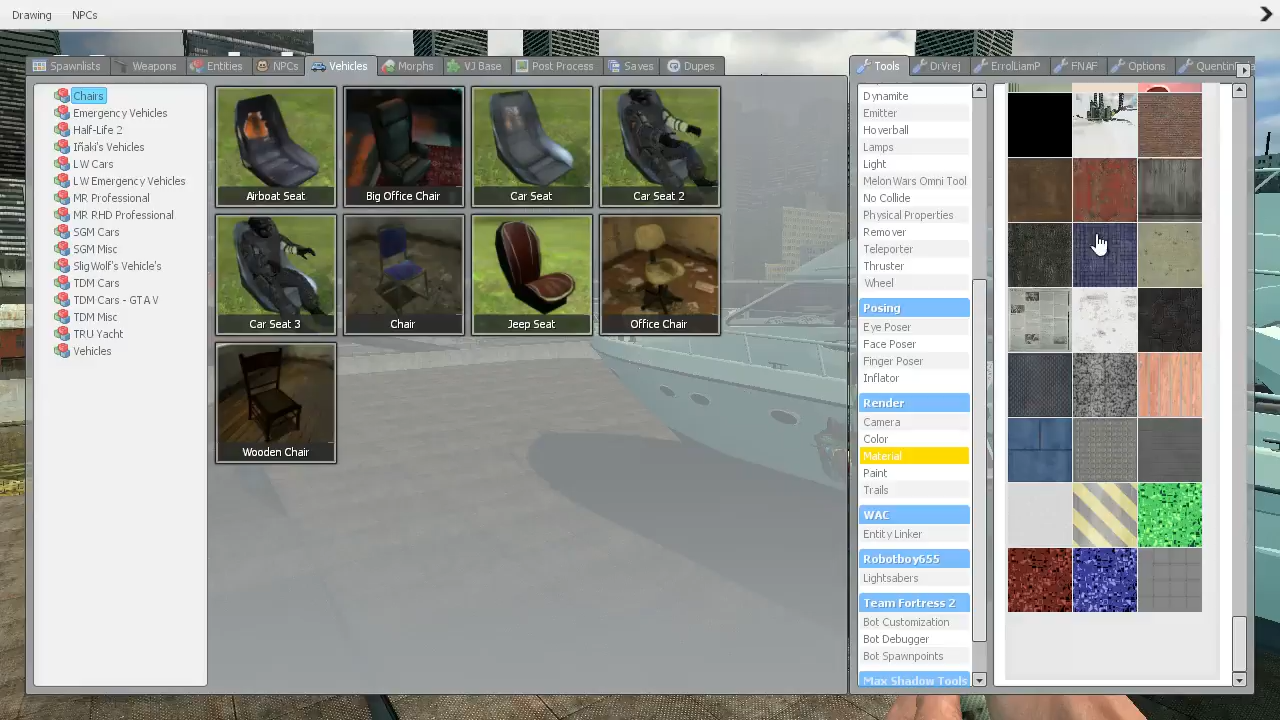 Drawing NPCs
Spawnlists Weapons Entities NPCs Vehicles Morphs VJ Base Post Process Saves Dupes
Tools DrVrej ErrolLiamP FNAF Options
Chairs
Emergency Vehicles
Half-Life 2
Iñaki's Vehicles
LW Cars
LW Emergency Vehicles
MR Professional
MR RHD Professional
SGM Cars
SGM Misc
SligWolf's Vehicle's
TDM Cars
TDM Cars - GTA V
TDM Misc
TRU Yacht
Vehicles
Airboat Seat
Big Office Chair
Car Seat
Car Seat 2
Car Seat 3
Chair
Jeep Seat
Office Chair
Wooden Chair
Dynamite
Emitter
Hoverball
Lamps
Light
MelonWars Omni Tool
No Collide
Physical Properties
Remover
Teleporter
Thruster
Wheel
Posing
Eye Poser
Face Poser
Finger Poser
Inflator
Render
Camera
Color
Material
Paint
Trails
WAC
Entity Linker
Robotboy655
Lightsabers
Team Fortress 2
Bot Customization
Bot Debugger
Bot Spawnpoints
Max Shadow Tools